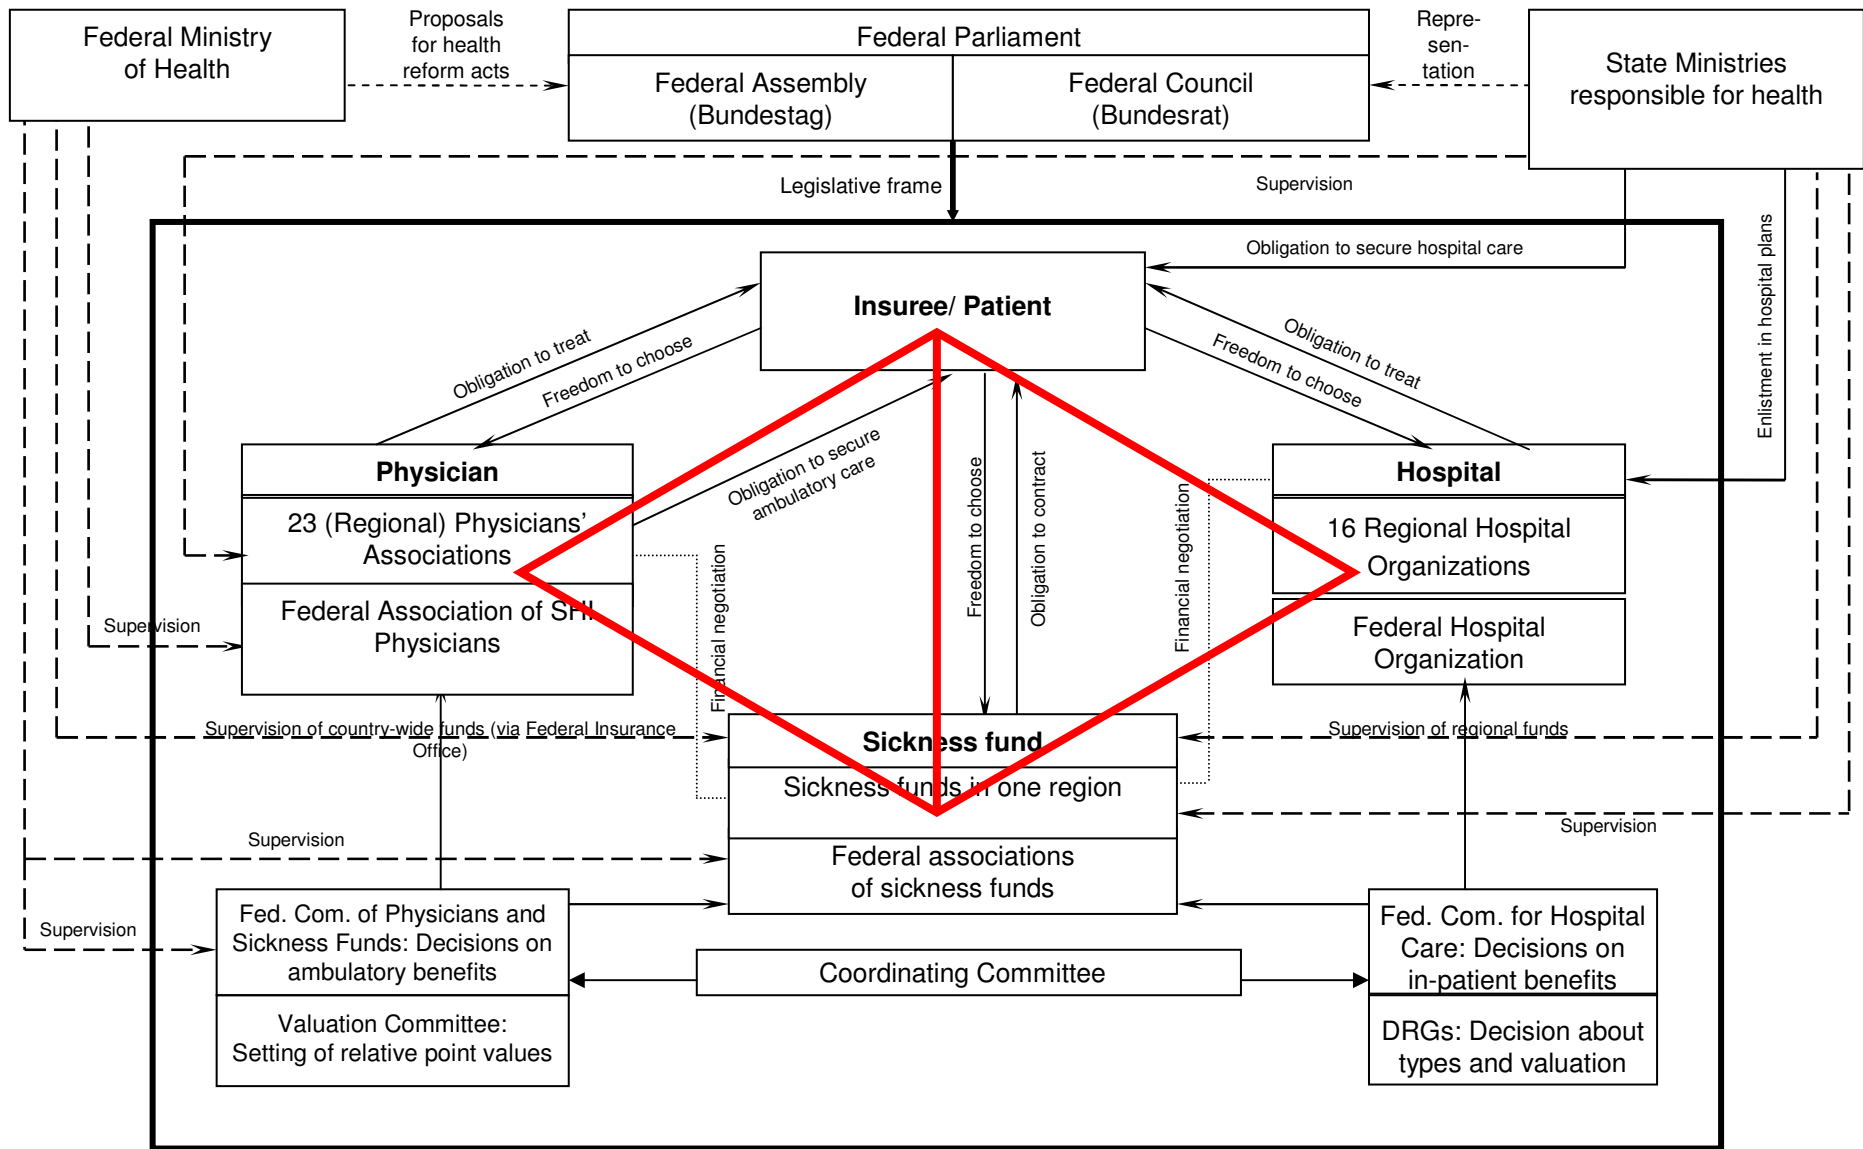 Federal Ministry
of Health
Proposals
for health
reform acts
Federal Parliament
Federal Assembly
(Bundestag)
Federal Council
(Bundesrat)
Repre-
sen-
tation
State Ministries
responsible for health
Legislative frame
Supervision
Obligation to secure hospital care
Enlistment in hospital plans
Insuree/ Patient
Obligation to treat
Freedom to choose
Obligation to secure
ambulatory care
Freedom to choose
Obligation to contract
Obligation to treat
Freedom to choose
Physician
23 (Regional) Physicians’
Associations
Federal Association of SHI
Physicians
Supervision
Financial negotiation
Financial negotiation
Hospital
16 Regional Hospital
Organizations
Federal Hospital
Organization
Supervision of country-wide funds (via Federal Insurance
Office)
Sickness fund
Sickness funds in one region
Federal associations
of sickness funds
Supervision of regional funds
Supervision
Supervision
Supervision
Fed. Com. of Physicians and
Sickness Funds: Decisions on
ambulatory benefits
Valuation Committee:
Setting of relative point values
Coordinating Committee
Fed. Com. for Hospital
Care: Decisions on
in-patient benefits
DRGs: Decision about
types and valuation